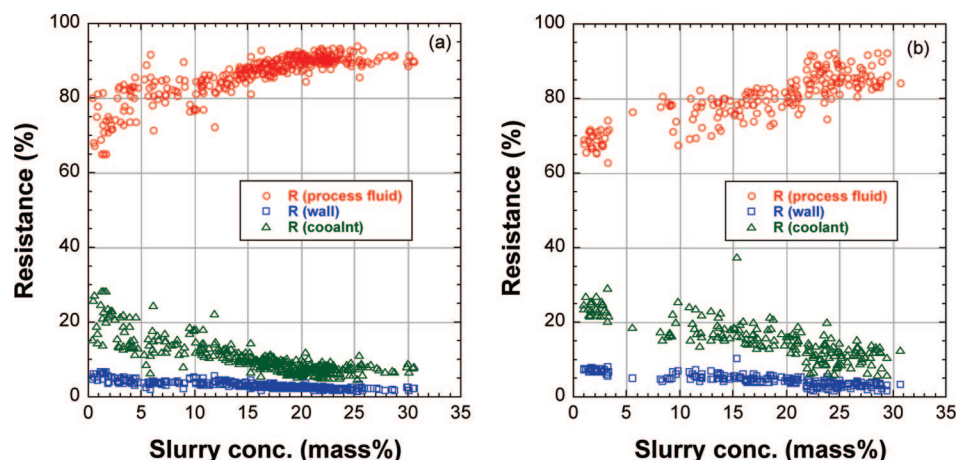 100
80
60
40
20
0
Resistance (%)
(a)
R (process fluid)
R (wall)
R (cooalnt)
0 5 10 15 20 25 30 35
Slurry conc. (mass%)
100
80
60
40
20
0
Resistance (%)
(b)
R (process fluid)
R (wall)
R (coolant)
0 5 10 15 20 25 30 35
Slurry conc. (mass%)